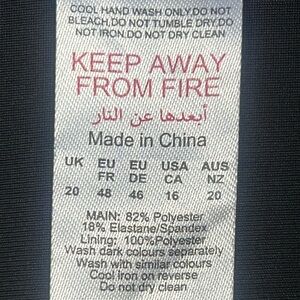 COOL HAND WASH ONLY.DO NOT
BLEACH,DO NOT TUMBLE DRY.DO
NOT IRON.DO NOT DRY CLEAN
KEEP AWAY
FROM FIRE
أبعدها عن النار
Made in China
UK EU EU USA AUS
FR DE CA NZ
20 48 46 16 20
MAIN: 82% Polyester
18% Elastane/Spandex
Lining: 100%Polyester
Wash dark colours separately
Wash with similar colours
Cool iron on reverse
Do not dry clean